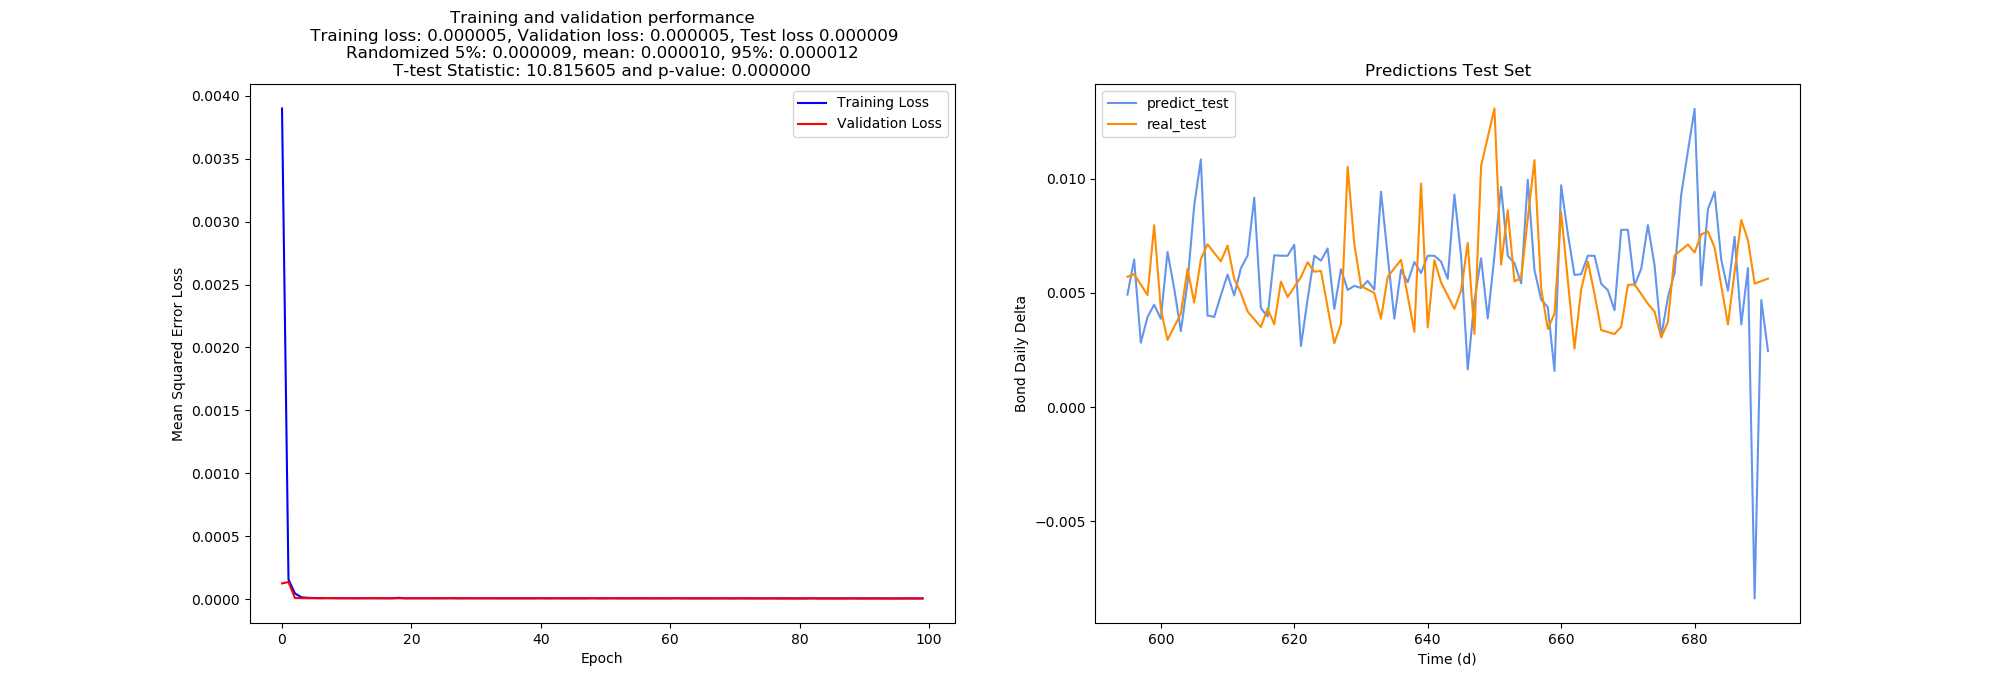 Training and validation performance
Training loss: 0.000005, Validation loss: 0.000005, Test loss 0.000009
Randomized 5%: 0.000009, mean: 0.000010, 95%: 0.000012
T-test Statistic: 10.815605 and p-value: 0.000000
Training Loss
Validation Loss
0.0040
0.0035
0.0030
0.0025
0.0020
0.0015
0.0010
0.0005
0.0000
Mean Squared Error Loss
0
20
40
60
80
100
Epoch
Predictions Test Set
predict_test
real_test
0.010
0.005
0.000
−0.005
Bond Daily Delta
600
620
640
660
680
Time (d)